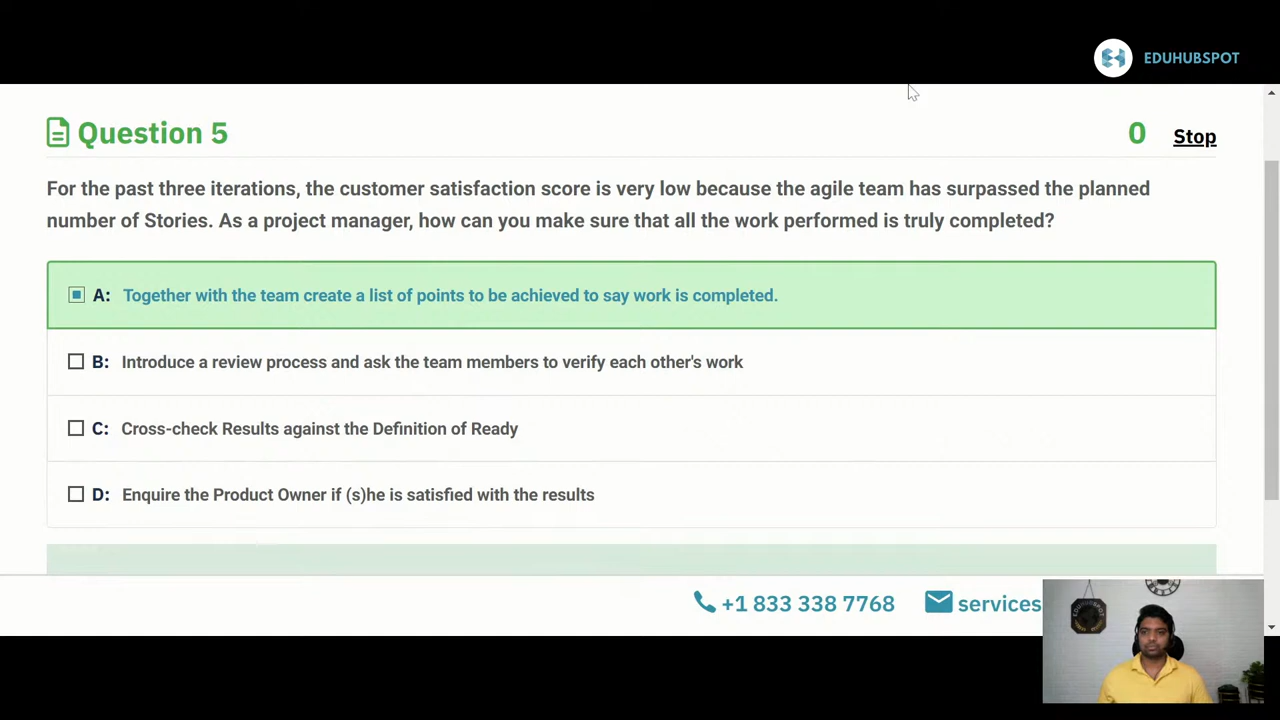 EDUHUBSPOT
Question 5
0
Stop
For the past three iterations, the customer satisfaction score is very low because the agile team has surpassed the planned
number of Stories. As a project manager, how can you make sure that all the work performed is truly completed?
A: Together with the team create a list of points to be achieved to say work is completed.
B: Introduce a review process and ask the team members to verify each other's work
C: Cross-check Results against the Definition of Ready
D: Enquire the Product Owner if (s)he is satisfied with the results
+1 833 338 7768
services
EDUHUBSPOT